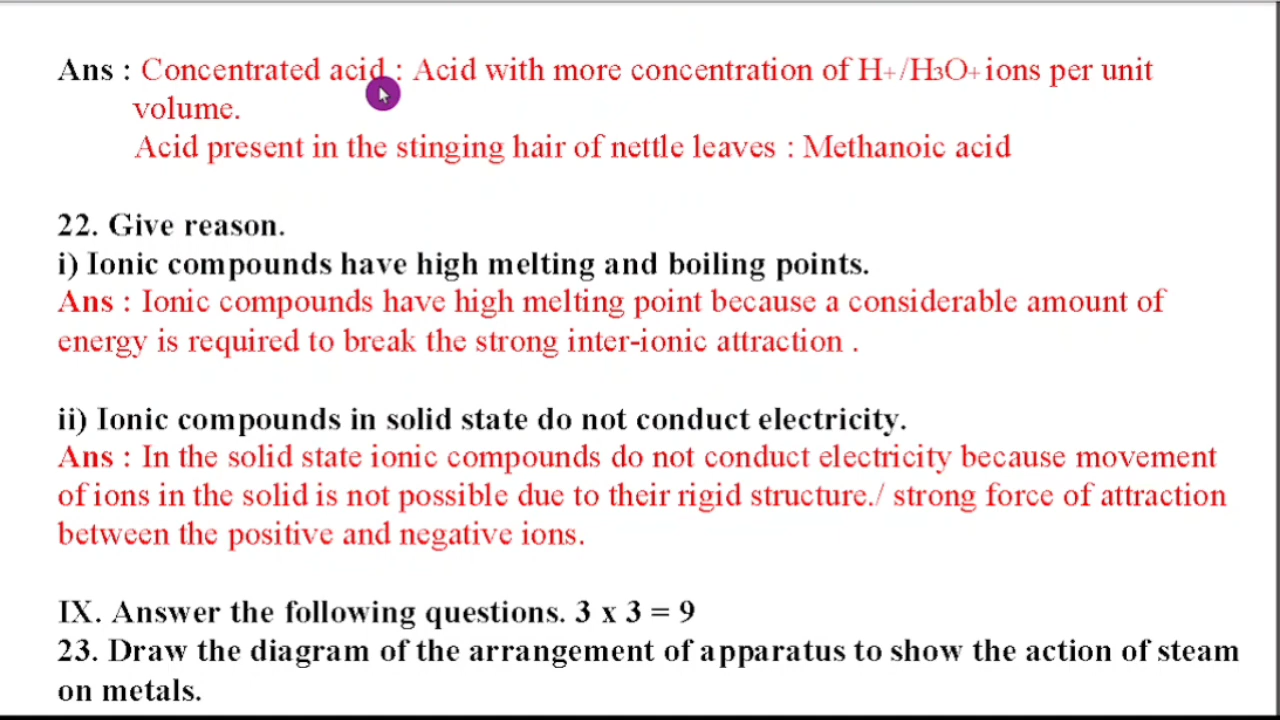 Ans : Concentrated acid : Acid with more concentration of H+/H3O+ ions per unit
volume.
Acid present in the stinging hair of nettle leaves : Methanoic acid
22. Give reason.
i) Ionic compounds have high melting and boiling points.
Ans : Ionic compounds have high melting point because a considerable amount of
energy is required to break the strong inter-ionic attraction .
ii) Ionic compounds in solid state do not conduct electricity.
Ans : In the solid state ionic compounds do not conduct electricity because movement
of ions in the solid is not possible due to their rigid structure./ strong force of attraction
between the positive and negative ions.
IX. Answer the following questions. 3 x 3 = 9
23. Draw the diagram of the arrangement of apparatus to show the action of steam
on metals.